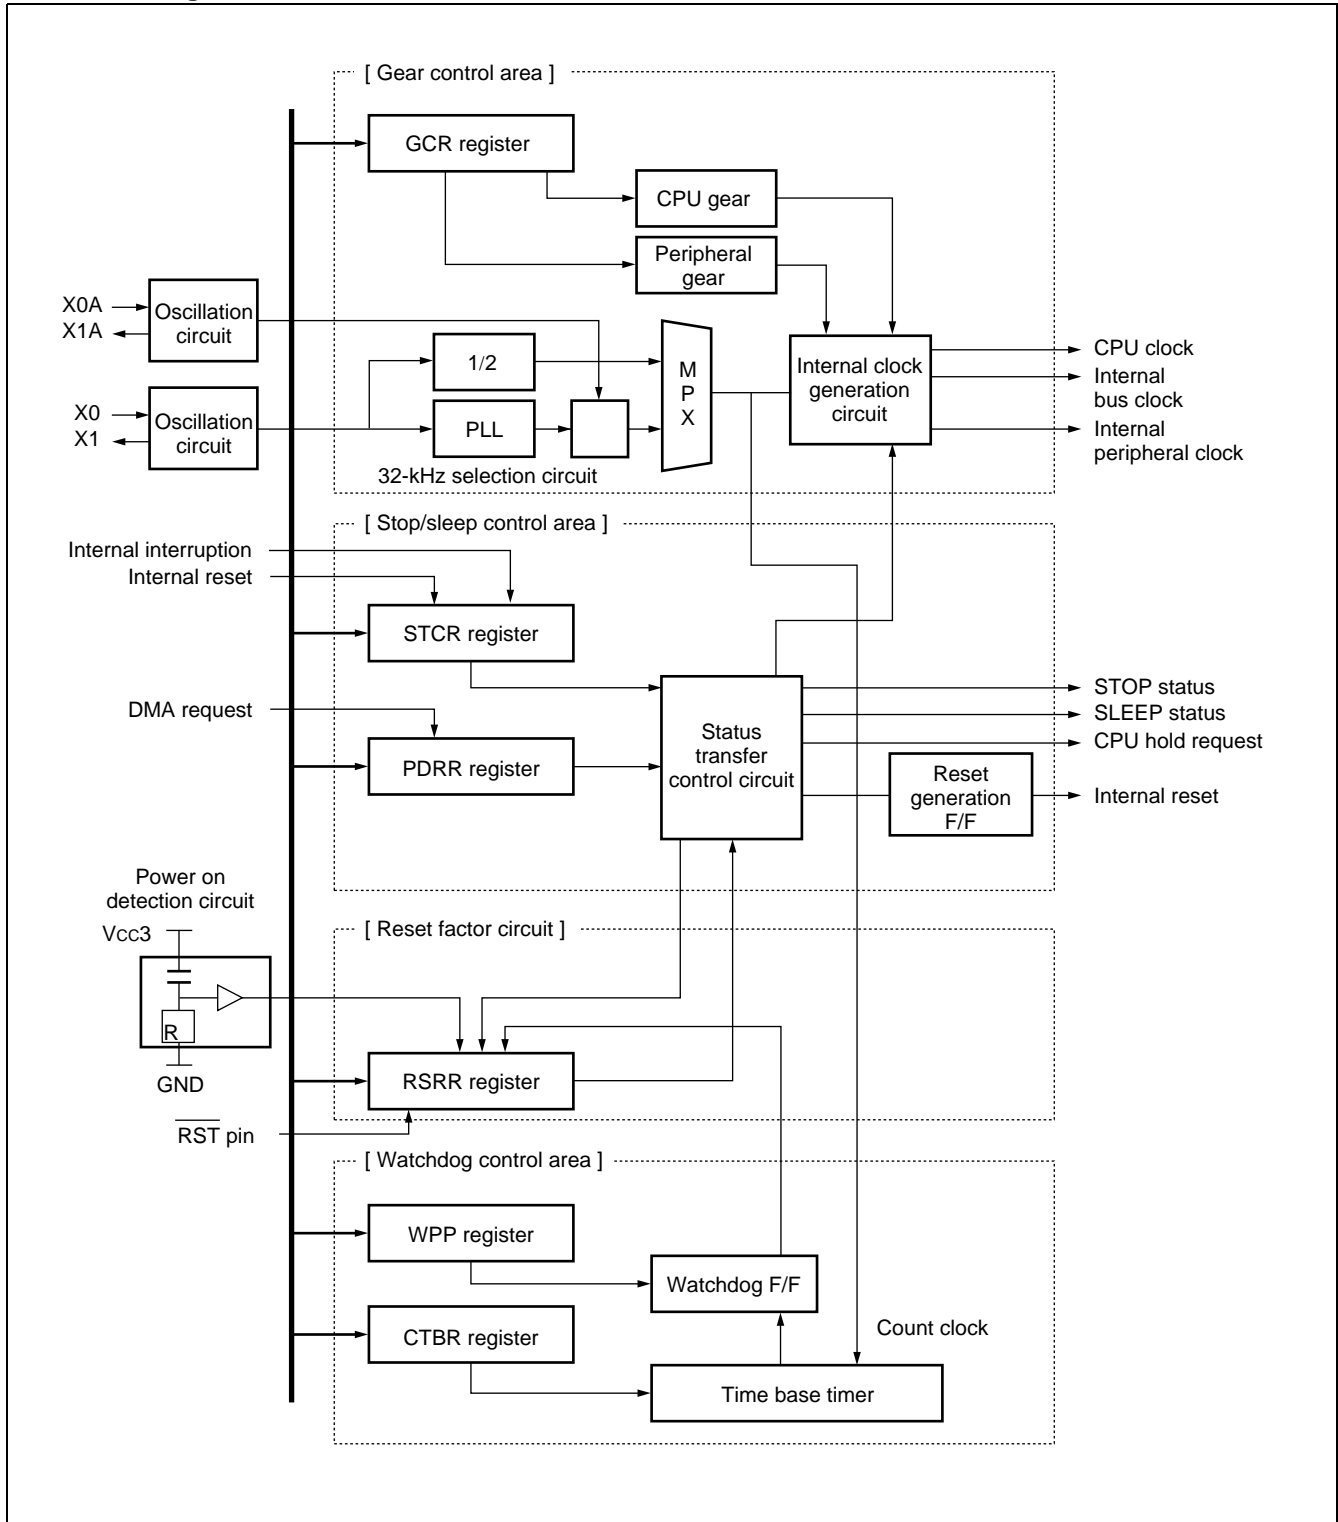 [ Gear control area ]
GCR register
CPU gear
Peripheral
gear
X0A
X1A
Oscillation
circuit
X0
X1
Oscillation
circuit
1/2
PLL
32-kHz selection circuit
M
P
X
Internal clock
generation
circuit
CPU clock
Internal
bus clock
Internal
peripheral clock
[ Stop/sleep control area ]
Internal interruption
Internal reset
STCR register
DMA request
PDRR register
Status
transfer
control circuit
STOP status
SLEEP status
CPU hold request
Reset
generation
F/F
Internal reset
Power on
detection circuit
VCC3
R
GND
[ Reset factor circuit ]
RSRR register
RST pin
[ Watchdog control area ]
WPP register
Watchdog F/F
CTBR register
Count clock
Time base timer